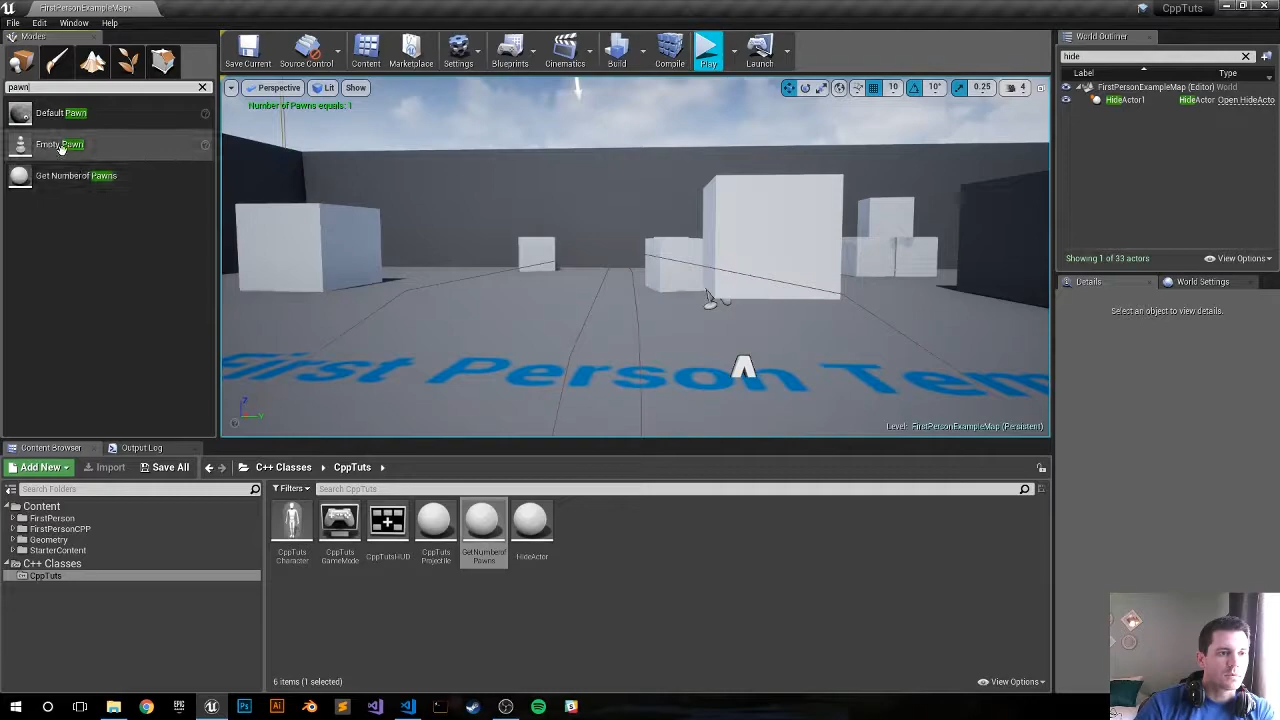 FirstPersonExampleMap*
CppTuts
File Edit Window Help
Modes
Save Current
Source Control
Content
Marketplace
Settings
Blueprints
Cinematics
Build
Compile
Play
Launch
World Outliner
hide
Label
Type
FirstPersonExampleMap (Editor) World
HideActor1 HideActor Open HideActo
Showing 1 of 33 actors
View Options
Details
World Settings
Select an object to view details.
pawn
Default Pawn
Empty Pawn
Get Numberof Pawns
Perspective
Lit
Show
10
10°
0.25
4
Number of Pawns equals: 1
First Person Tem
Level: FirstPersonExampleMap (Persistent)
Content Browser
Output Log
Add New
Import
Save All
C++ Classes
CppTuts
Search Folders
Filters
Search CppTuts
Content
FirstPerson
FirstPersonCPP
Geometry
StarterContent
C++ Classes
CppTuts
CppTuts Character
CppTuts GameMode
CppTutsHUD
CppTuts Projectile
GetNumberof Pawns
HideActor
6 items (1 selected)
View Options